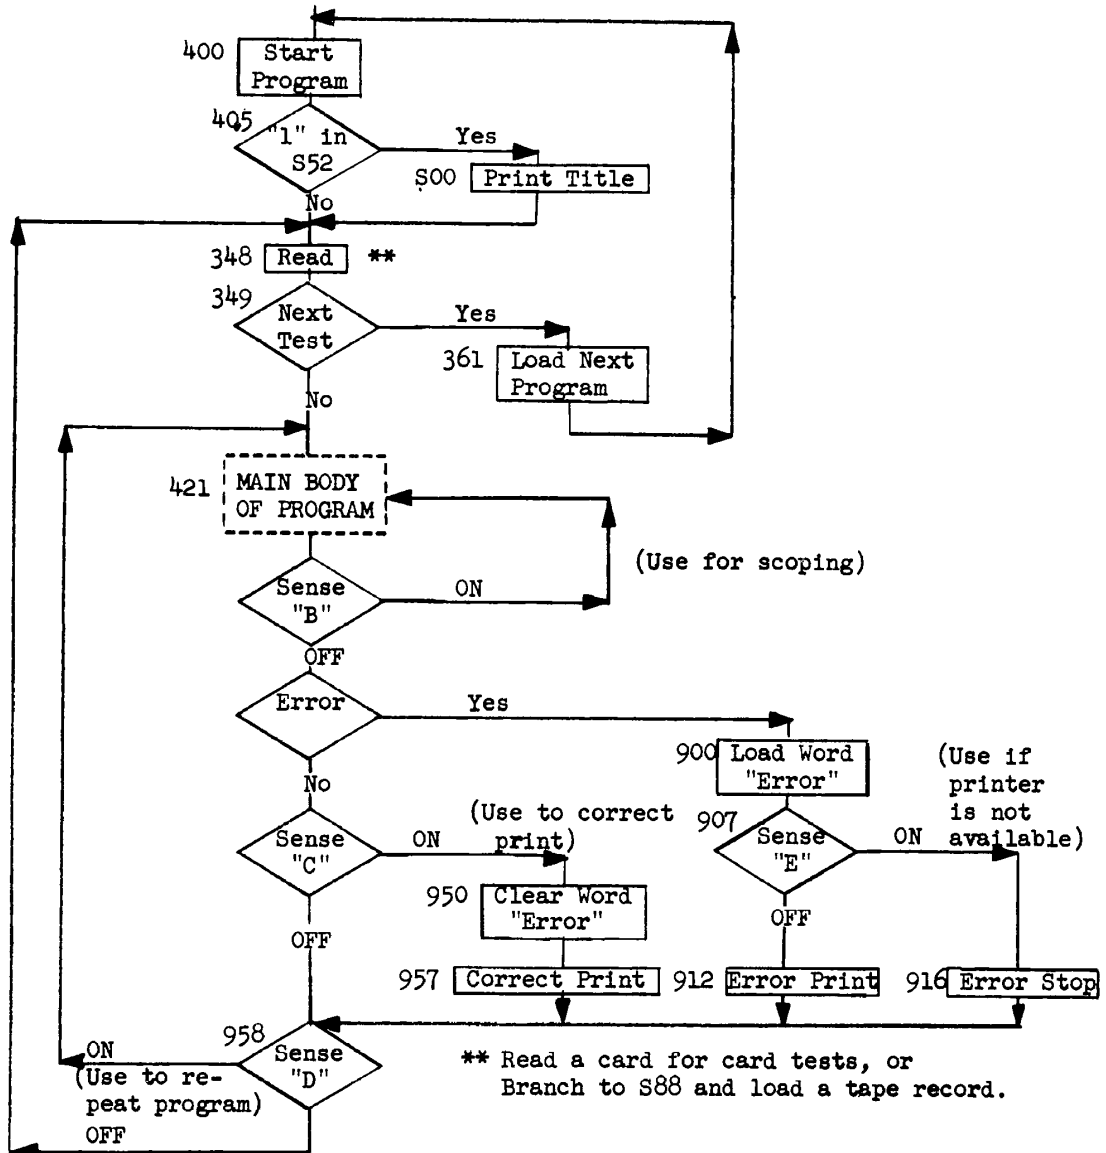 400 Start
Program
405 "1" in
S52
Yes
S00 Print Title
No
348 Read **
349
Next
Test
Yes
361 Load Next
Program
No
421 MAIN BODY
OF PROGRAM
(Use for scoping)
Sense
"B"
ON
OFF
Error
Yes
900 Load Word
"Error"
(Use if
printer
is not
available)
No
(Use to correct
print)
907
Sense
"C"
ON
Sense
"E"
ON
950 Clear Word
"Error"
OFF
OFF
957 Correct Print
912 Error Print
916 Error Stop
958
Sense
"D"
ON
(Use to re-
peat program)
OFF
** Read a card for card tests, or
Branch to S88 and load a tape record.